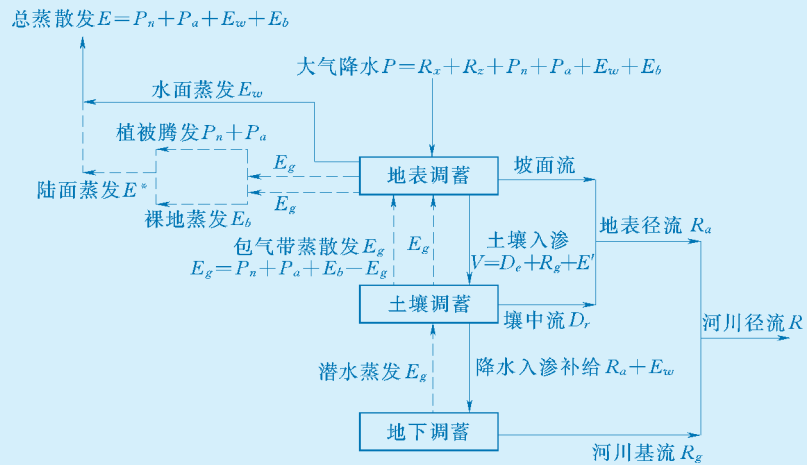 总蒸散发E=Pn+Pa+Ew+Eb
大气降水P=Rx+Rz+Pn+Pa+Ew+Eb
水面蒸发Ew
植被腾发Pn+Pa
Eg
地表调蓄
坡面流
陆面蒸发E*
Eg
裸地蒸发Eb
地表径流 Ra
包气带蒸散发Eg
Eg=Pn+Pa+Eb-Eg
Eg
土壤入渗
V=De+Rg+E'
土壤调蓄
壤中流Dr
河川径流R
潜水蒸发Eg
降水入渗补给Ra+Ew
地下调蓄
河川基流Rg